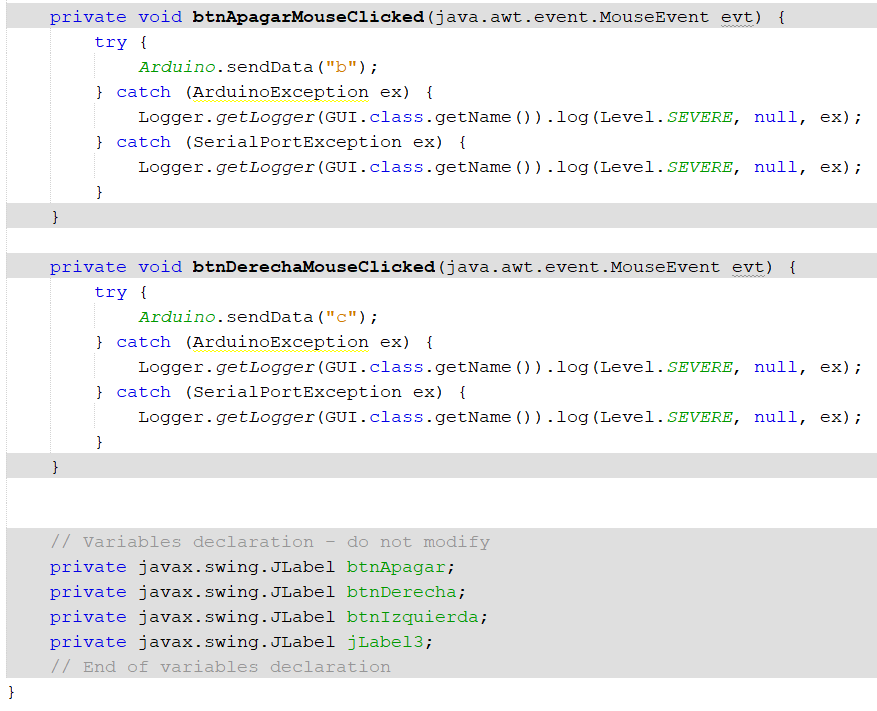 private void btnApagarMouseClicked(java.awt.event.MouseEvent evt) {
try {
Arduino.sendData("b");
} catch (ArduinoException ex) {
Logger.getLogger(GUI.class.getName()).log(Level.SEVERE, null, ex);
} catch (SerialPortException ex) {
Logger.getLogger(GUI.class.getName()).log(Level.SEVERE, null, ex);
}
}
private void btnDerechaMouseClicked(java.awt.event.MouseEvent evt) {
try {
Arduino.sendData("c");
} catch (ArduinoException ex) {
Logger.getLogger(GUI.class.getName()).log(Level.SEVERE, null, ex);
} catch (SerialPortException ex) {
Logger.getLogger(GUI.class.getName()).log(Level.SEVERE, null, ex);
}
}
// Variables declaration - do not modify
private javax.swing.JLabel btnApagar;
private javax.swing.JLabel btnDerecha;
private javax.swing.JLabel btnIzquierda;
private javax.swing.JLabel jLabel3;
// End of variables declaration
}